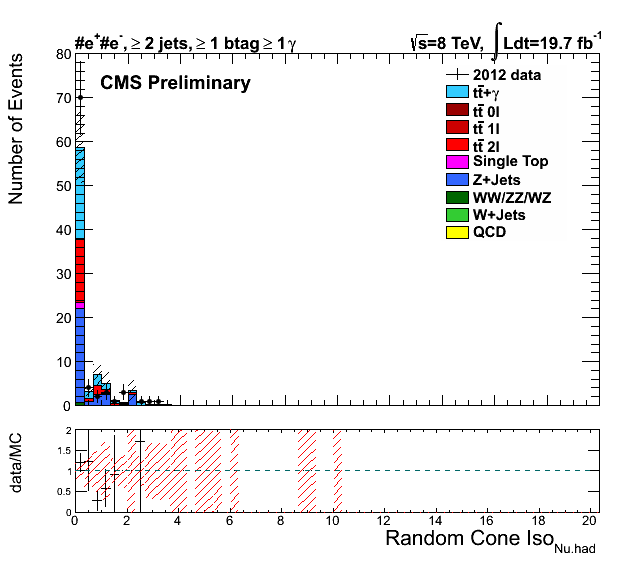 #e⁺#e⁻, ≥ 2 jets, ≥ 1 btag ≥ 1 γ
√s=8 TeV, ∫ Ldt=19.7 fb⁻¹
CMS Preliminary
2012 data
tt̄+γ
tt̄ 0l
tt̄ 1l
tt̄ 2l
Single Top
Z+Jets
WW/ZZ/WZ
W+Jets
QCD
Number of Events
80
70
60
50
40
30
20
10
0
data/MC
2
1.5
1
0.5
0
0 2 4 6 8 10 12 14 16 18 20
Random Cone Iso Nu.had